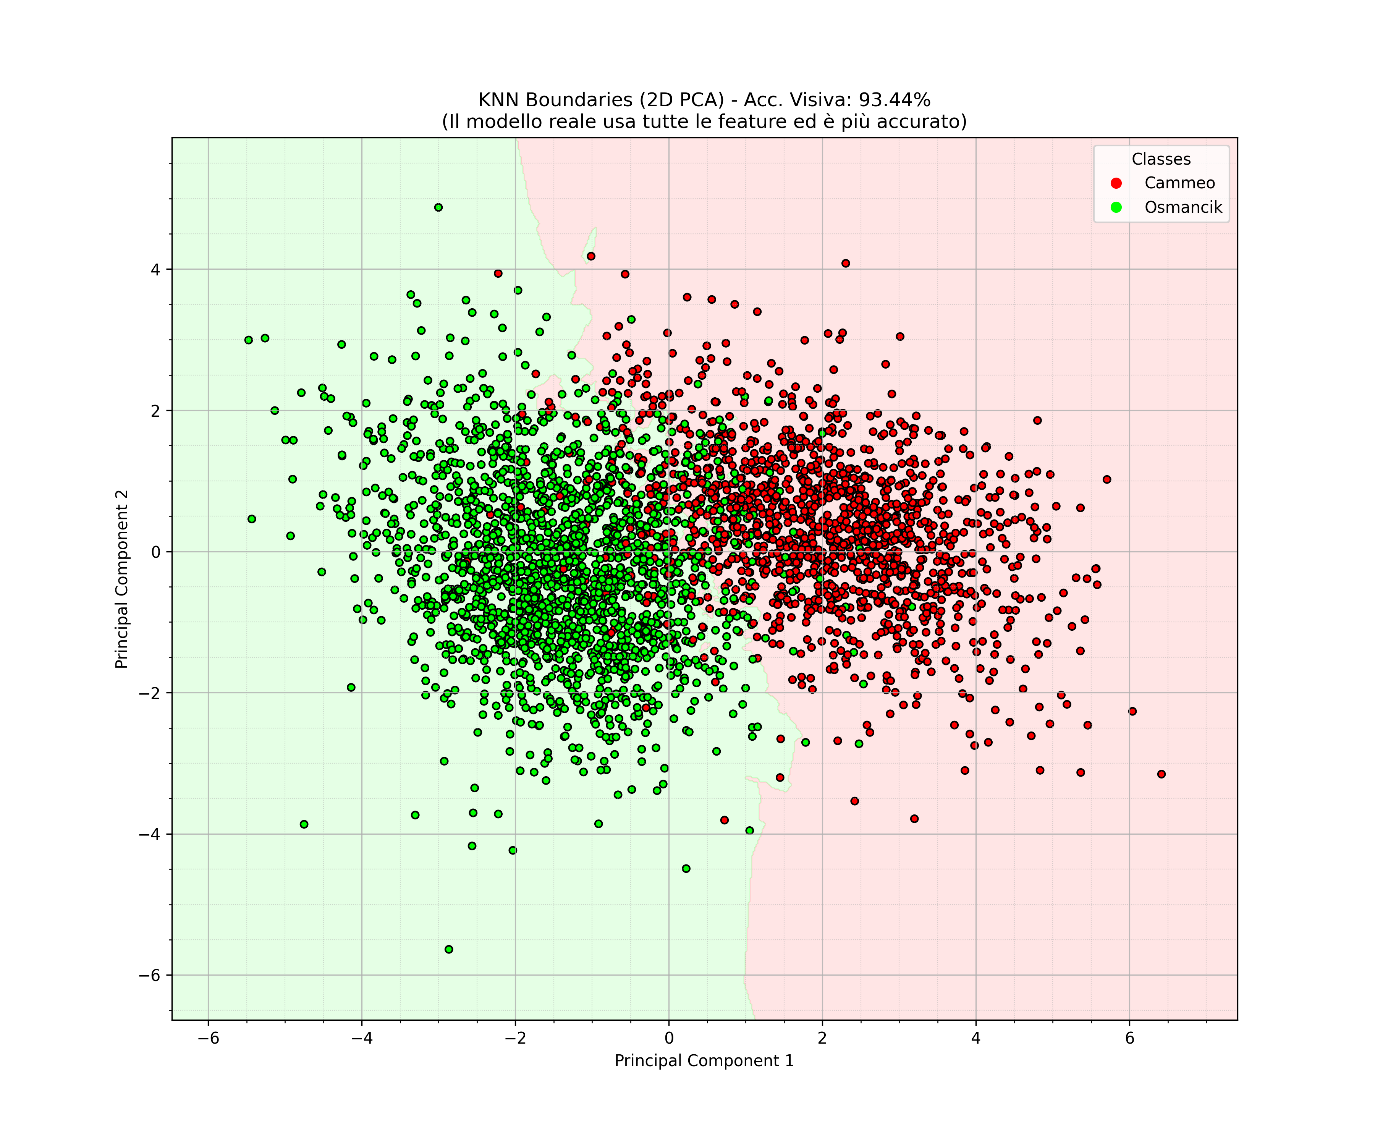 KNN Boundaries (2D PCA) - Acc. Visiva: 93.44%
(Il modello reale usa tutte le feature ed è più accurato)
Classes
Cammeo
Osmancik
Principal Component 2
4
2
0
−2
−4
−6
−6 −4 −2 0 2 4 6
Principal Component 1